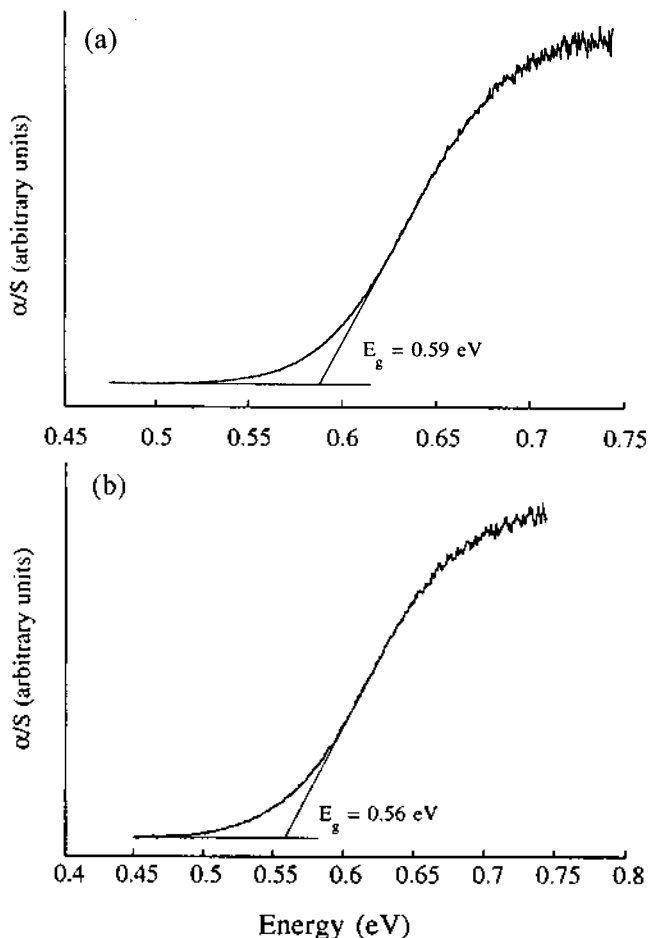 (a)
α/S (arbitrary units)
E_g = 0.59 eV
0.45 0.5 0.55 0.6 0.65 0.7 0.75
(b)
α/S (arbitrary units)
E_g = 0.56 eV
0.4 0.45 0.5 0.55 0.6 0.65 0.7 0.75 0.8
Energy (eV)